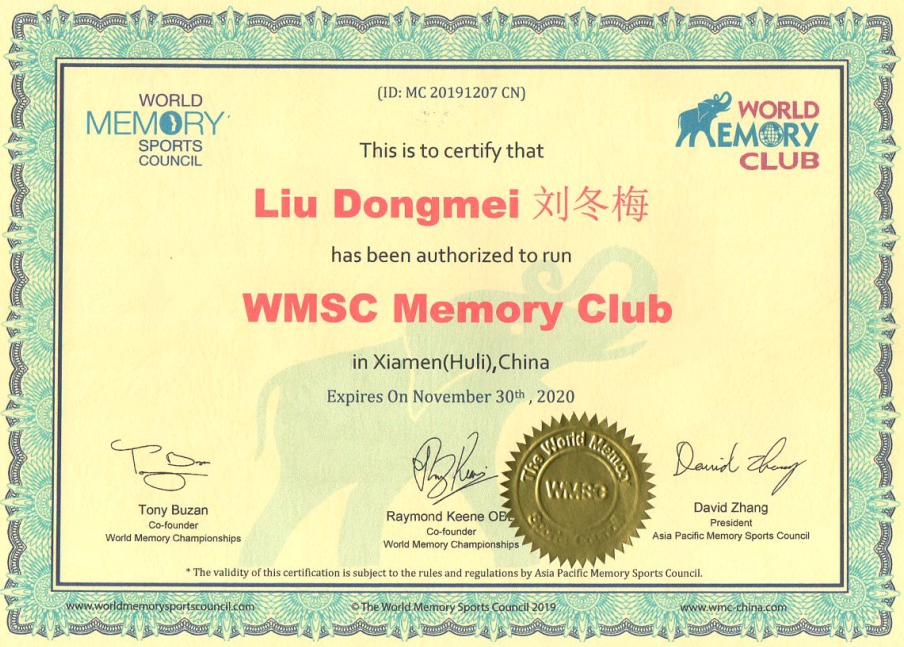 (ID: MC 20191207 CN)
WORLD
MEMORY
SPORTS
COUNCIL
WORLD
MEMORY
CLUB
This is to certify that
Liu Dongmei 刘冬梅
has been authorized to run
WMSC Memory Club
in Xiamen(Huli),China
Expires On November 30th , 2020
Tony Buzan
Co-founder
World Memory Championships
Raymond Keene OB
Co-founder
World Memory Championships
The World Memory
WMSC
David Zhang
David Zhang
President
Asia Pacific Memory Sports Council
* The validity of this certification is subject to the rules and regulations by Asia Pacific Memory Sports Council.
www.worldmemorysportscouncil.com
© The World Memory Sports Council 2019
www.wmc-china.com